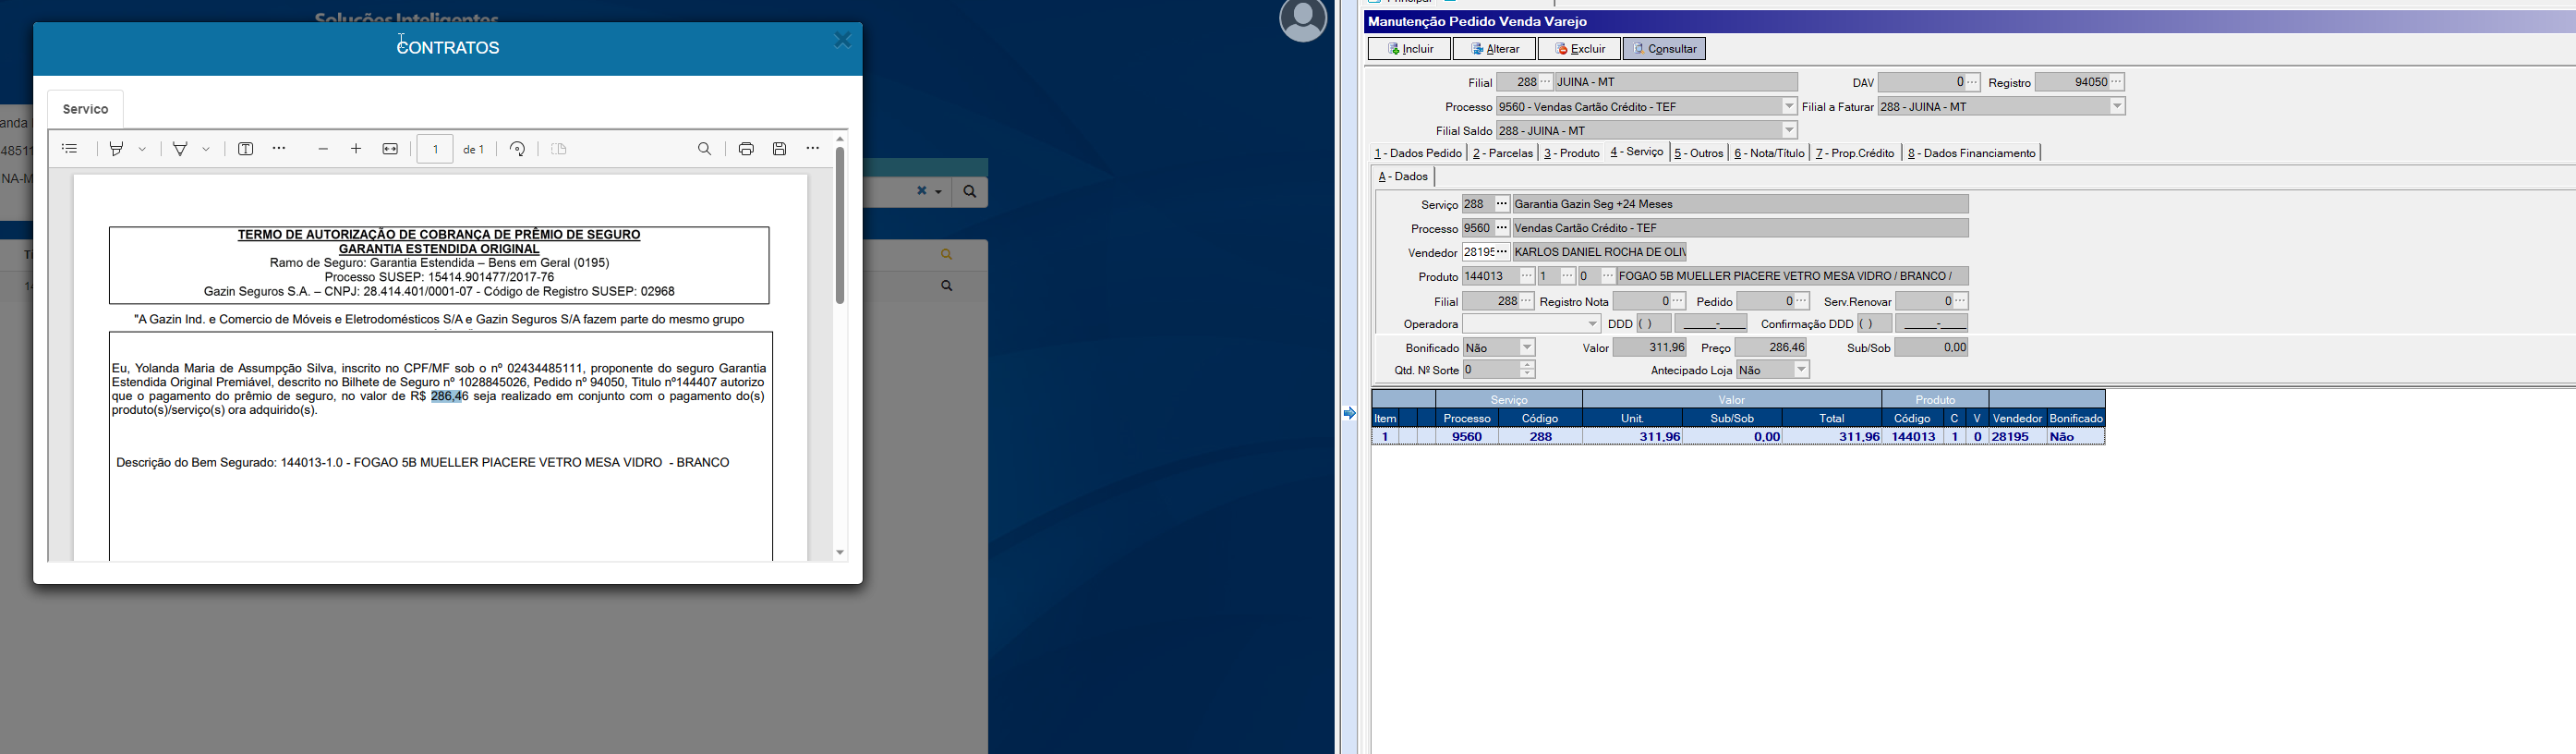 Soluções Inteligentes
CONTRATOS
Servico
1 de 1
TERMO DE AUTORIZAÇÃO DE COBRANÇA DE PRÊMIO DE SEGURO
GARANTIA ESTENDIDA ORIGINAL
Ramo de Seguro: Garantia Estendida – Bens em Geral (0195)
Processo SUSEP: 15414.901477/2017-76
Gazin Seguros S.A. – CNPJ: 28.414.401/0001-07 - Código de Registro SUSEP: 02968
"A Gazin Ind. e Comercio de Móveis e Eletrodomésticos S/A e Gazin Seguros S/A fazem parte do mesmo grupo
Eu, Yolanda Maria de Assumpção Silva, inscrito no CPF/MF sob o nº 02434485111, proponente do seguro Garantia
Estendida Original Premiável, descrito no Bilhete de Seguro nº 1028845026, Pedido nº 94050, Titulo nº144407 autorizo
que o pagamento do prêmio de seguro, no valor de R$ 286,46 seja realizado em conjunto com o pagamento do(s)
produto(s)/serviço(s) ora adquirido(s).
Descrição do Bem Segurado: 144013-1.0 - FOGAO 5B MUELLER PIACERE VETRO MESA VIDRO - BRANCO
anda
4851
NA-M
Principal
Manutenção Pedido Venda Varejo
Incluir Alterar Excluir Consultar
Filial 288 JUINA - MT DAV 0 Registro 94050
Processo 9560 - Vendas Cartão Crédito - TEF Filial a Faturar 288 - JUINA - MT
Filial Saldo 288 - JUINA - MT
1 - Dados Pedido 2 - Parcelas 3 - Produto 4 - Serviço 5 - Outros 6 - Nota/Título 7 - Prop.Crédito 8 - Dados Financiamento
A - Dados
Serviço 288 Garantia Gazin Seg +24 Meses
Processo 9560 Vendas Cartão Crédito - TEF
Vendedor 28195 KARLOS DANIEL ROCHA DE OLI
Produto 144013 1 0 FOGAO 5B MUELLER PIACERE VETRO MESA VIDRO / BRANCO /
Filial 288 Registro Nota 0 Pedido 0 Serv.Renovar 0
Operadora DDD ( ) _____-____ Confirmação DDD ( ) _____-____
Bonificado Não Valor 311,96 Preço 286,46 Sub/Sob 0,00
Qtd. Nº Sorte 0 Antecipado Loja Não
Serviço Valor Produto
Item Processo Código Unit. Sub/Sob Total Código C V Vendedor Bonificado
1 9560 288 311,96 0,00 311,96 144013 1 0 28195 Não